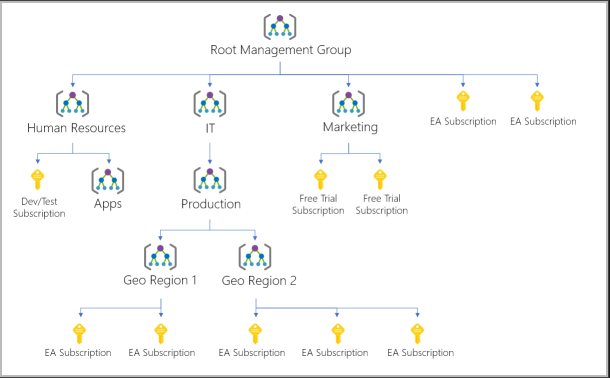 Root Management Group
Human Resources
IT
Marketing
EA Subscription
EA Subscription
Dev/Test
Subscription
Apps
Production
Free Trial
Subscription
Free Trial
Subscription
Geo Region 1
Geo Region 2
EA Subscription
EA Subscription
EA Subscription
EA Subscription
EA Subscription